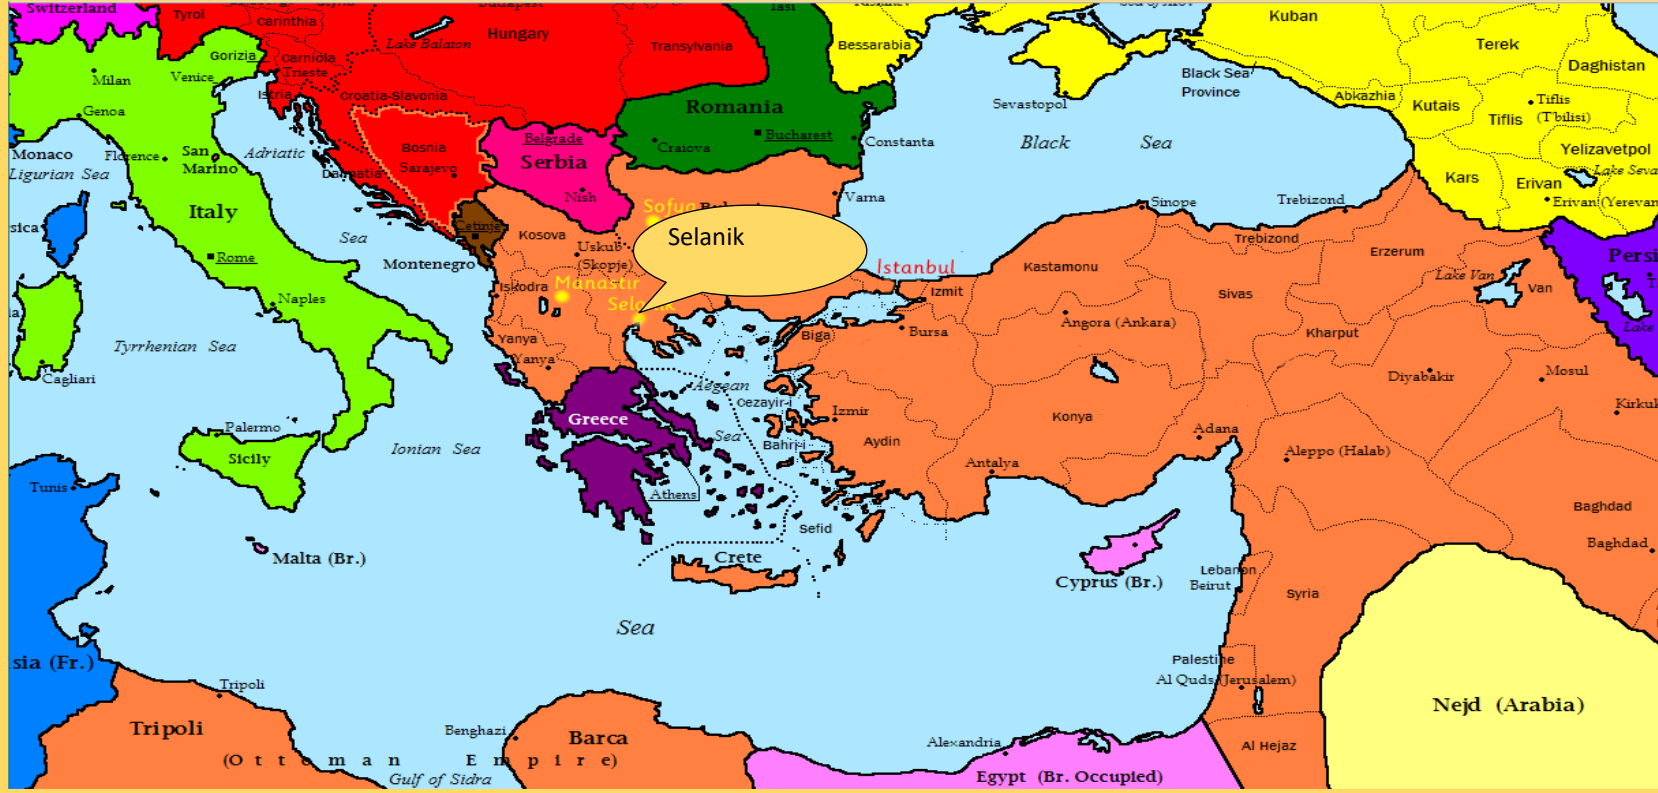 Switzerland
Tyrol
Carinthia
Budapest
Iasi
Kuban
Lake Balaton
Hungary
Transylvania
Bessarabia
Terek
Gorizia
Carniola
Trieste
Venice
Milan
Daghistan
Black Sea
Province
Istria
Croatia-Slavonia
Abkazhia
Genoa
Sevastopol
Kutais
Tiflis
(T'bilisi)
Tiflis
Romania
Bucharest
Constanta
Craiova
Belgrade
Serbia
Nish
Bosnia
Sarajevo
Black Sea
Monaco
Ligurian Sea
Florence
San
Marino
Adriatic
Sea
Dalmatia
Yelizavetpol
Kars
Erivan
Varna
Sofya
Sinope
Trebizond
Italy
Rome
Cetinje
Montenegro
Kosova
Uskub
(Skopje)
Selanik
Istanbul
Trebizond
Erzerum
Kastamonu
Lake Van
Van
Iskodra
Manastir
Izmit
Sivas
Naples
Angora (Ankara)
Bursa
Biga
Kharput
Yanya
Yanya
Tyrrhenian Sea
Cagliari
Aegean
Sea
Cezayir-i
Bahr-i
Sefid
Diyabakir
Mosul
Kirkuk
Greece
Athens
Izmir
Aydin
Konya
Adana
Antalya
Aleppo (Halab)
Palermo
Sicily
Ionian Sea
Tunis
Baghdad
Baghdad
Malta (Br.)
Crete
Cyprus (Br.)
Lebanon
Beirut
Syria
Sea
sia (Fr.)
Palestine
Al Quds (Jerusalem)
Tripoli
Tripoli
Benghazi
Barca
(Ottoman Empire)
Gulf of Sidra
Alexandria
Egypt (Br. Occupied)
Al Hejaz
Nejd (Arabia)